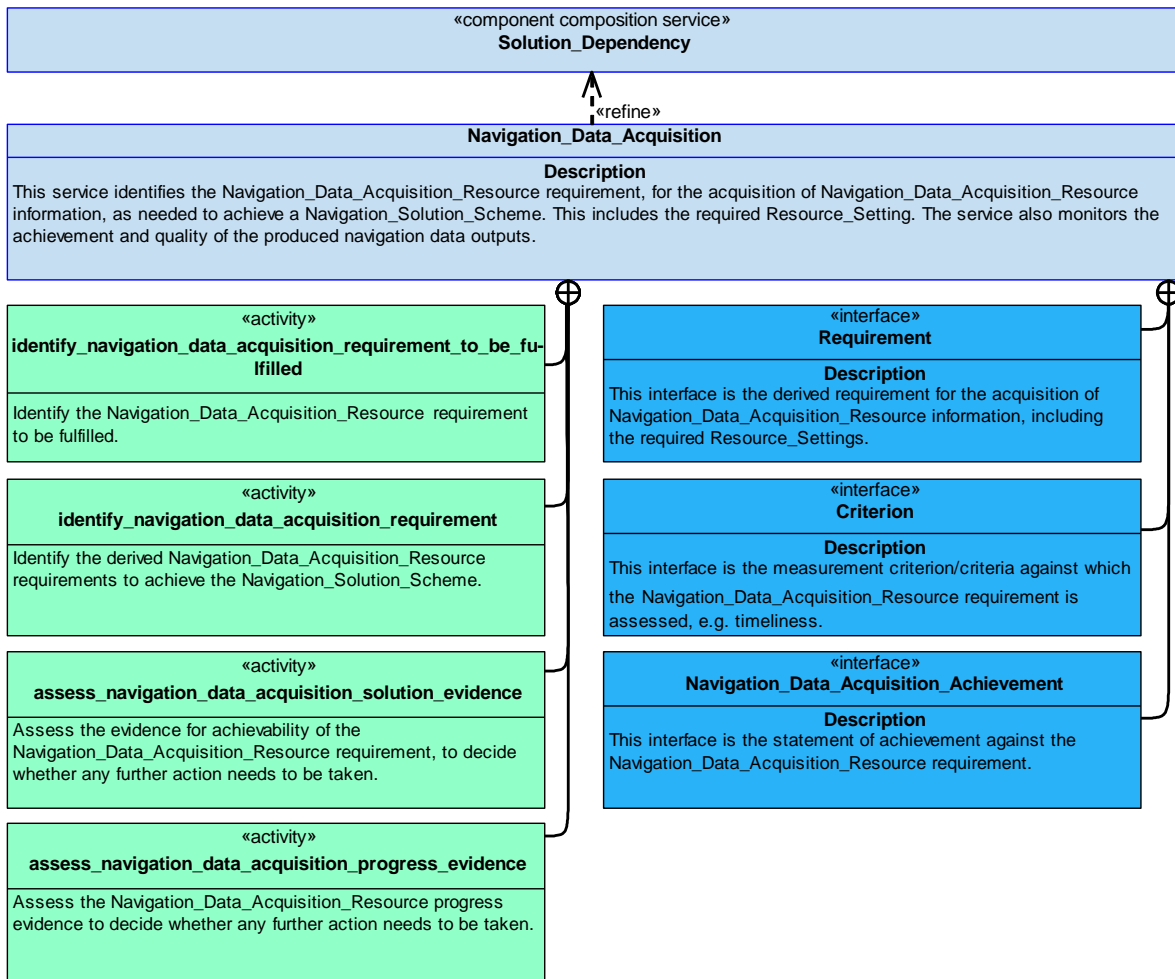 «component composition service»
Solution_Dependency
«refine»
Navigation_Data_Acquisition
Description
This service identifies the Navigation_Data_Acquisition_Resource requirement, for the acquisition of Navigation_Data_Acquisition_Resource
information, as needed to achieve a Navigation_Solution_Scheme. This includes the required Resource_Setting. The service also monitors the
achievement and quality of the produced navigation data outputs.
«activity»
identify_navigation_data_acquisition_requirement_to_be_fu-
lfilled
Identify the Navigation_Data_Acquisition_Resource requirement
to be fulfilled.
«activity»
identify_navigation_data_acquisition_requirement
Identify the derived Navigation_Data_Acquisition_Resource
requirements to achieve the Navigation_Solution_Scheme.
«activity»
assess_navigation_data_acquisition_solution_evidence
Assess the evidence for achievability of the
Navigation_Data_Acquisition_Resource requirement, to decide
whether any further action needs to be taken.
«activity»
assess_navigation_data_acquisition_progress_evidence
Assess the Navigation_Data_Acquisition_Resource progress
evidence to decide whether any further action needs to be taken.
«interface»
Requirement
Description
This interface is the derived requirement for the acquisition of
Navigation_Data_Acquisition_Resource information, including
the required Resource_Settings.
«interface»
Criterion
Description
This interface is the measurement criterion/criteria against which
the Navigation_Data_Acquisition_Resource requirement is
assessed, e.g. timeliness.
«interface»
Navigation_Data_Acquisition_Achievement
Description
This interface is the statement of achievement against the
Navigation_Data_Acquisition_Resource requirement.